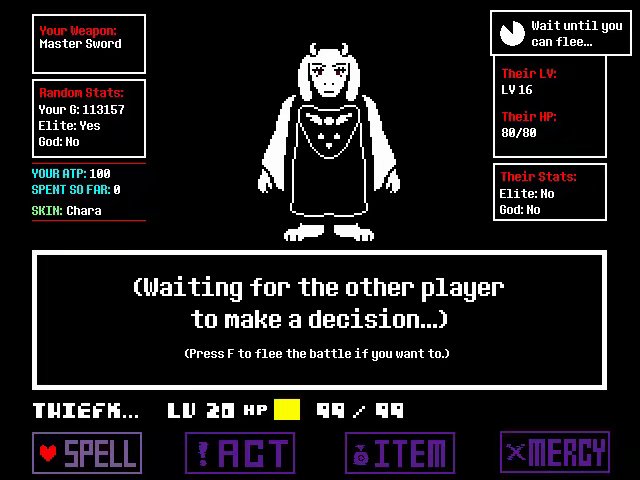 Your Weapon:
Master Sword
Random Stats:
Your G: 113157
Elite: Yes
God: No
YOUR ATP: 100
SPENT SO FAR: 0
SKIN: Chara
Wait until you
can flee...
Their LV:
LV 16
Their HP:
80/80
Their Stats:
Elite: No
God: No
(Waiting for the other player
to make a decision...)
(Press F to flee the battle if you want to.)
THIEFK... LV 20 HP 99 / 99
SPELL ACT ITEM MERCY